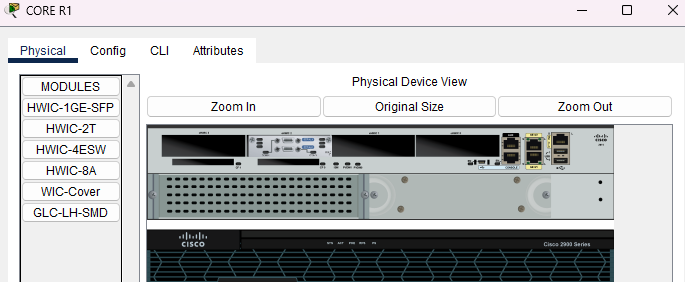 CORE R1
Physical
Config
CLI
Attributes
MODULES
HWIC-1GE-SFP
HWIC-2T
HWIC-4ESW
HWIC-8A
WIC-Cover
GLC-LH-SMD
Physical Device View
Zoom In
Original Size
Zoom Out
CISCO
Cisco 2900 Series